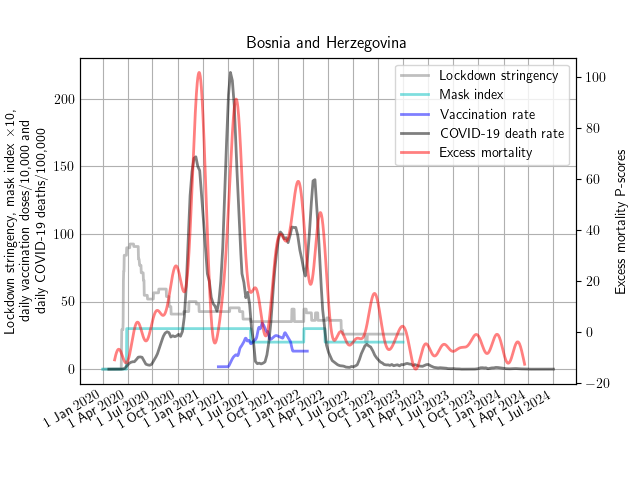 Bosnia and Herzegovina
Lockdown stringency
Mask index
Vaccination rate
COVID-19 death rate
Excess mortality
Lockdown stringency, mask index ×10,
daily vaccination doses/10,000 and
daily COVID-19 deaths/100,000
200
150
100
50
0
Excess mortality P-scores
100
80
60
40
20
0
−20
1 Jan 2020
1 Apr 2020
1 Jul 2020
1 Oct 2020
1 Jan 2021
1 Apr 2021
1 Jul 2021
1 Oct 2021
1 Jan 2022
1 Apr 2022
1 Jul 2022
1 Oct 2022
1 Jan 2023
1 Apr 2023
1 Jul 2023
1 Oct 2023
1 Jan 2024
1 Apr 2024
1 Jul 2024